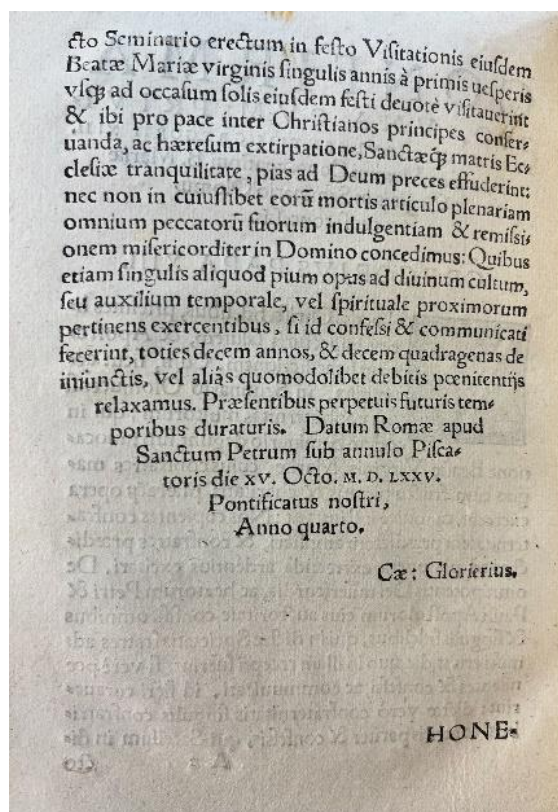 cto Seminario erectum in festo Visitationis eiusdem
Beatæ Mariæ virginis singulis annis à primis uesperis
vsq; ad occasum solis eiusdem festi deuotè visitauerint
& ibi pro pace inter Christianos principes conser-
uanda, ac hæresum extirpatione, Sanctæq́; matris Ec-
clesiæ tranquilitate, pias ad Deum preces effuderint:
nec non in cuiuslibet eorũ mortis articulo plenariam
omnium peccatorũ suorum indulgentiam & remissi-
onem misericorditer in Domino concedimus: Quibus
etiam singulis aliquod pium opus ad diuinum cultum,
seu auxilium temporale, vel spirituale proximorum
pertinens exercentibus, si id confessi & communicati
fecerint, toties decem annos, & decem quadragenas de
iniunctis, vel aliàs quomodolibet debitis pœnitentijs
relaxamus. Præsentibus perpetuis futuris tem-
poribus duraturis. Datum Romæ apud
Sanctum Petrum sub annulo Pisca-
toris die XV. Octo. M. D. LXXV.
Pontificatus nostri,
Anno quarto.
Cæ: Glorierius.
HONE-